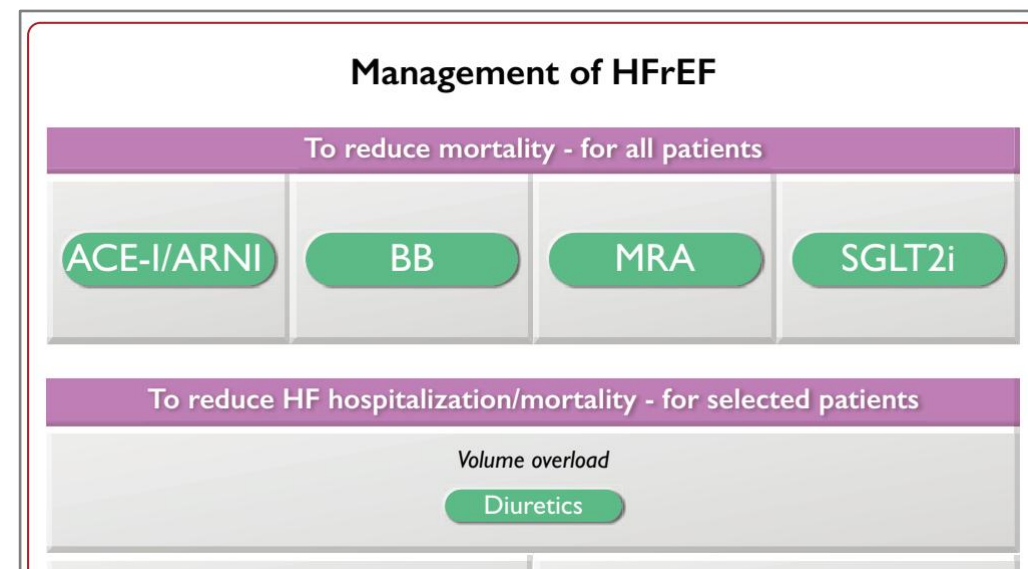 Management of HFrEF
To reduce mortality - for all patients
ACE-I/ARNI
BB
MRA
SGLT2i
To reduce HF hospitalization/mortality - for selected patients
Volume overload
Diuretics